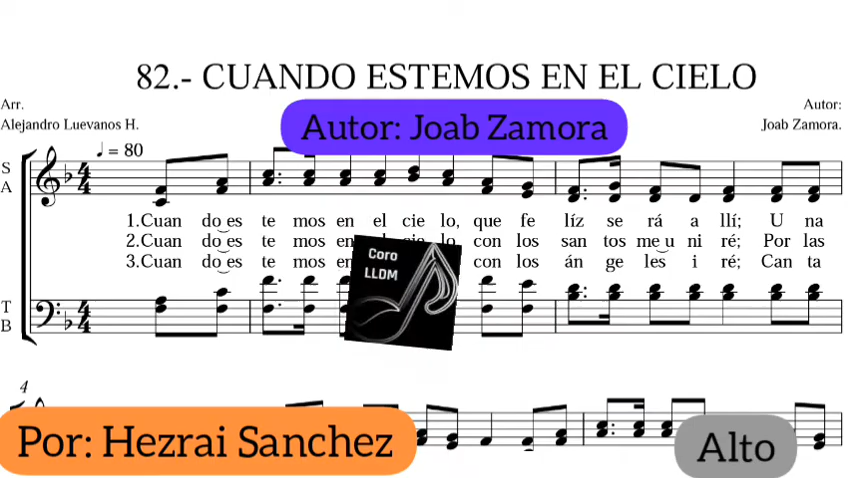 82.- CUANDO ESTEMOS EN EL CIELO
Arr.
Alejandro Luevanos H.
Autor:
Joab Zamora.
Autor: Joab Zamora
♩ = 80
S
A
1.Cuan do es te mos en el cie lo, que fe líz se rá a llí; U na
2.Cuan do es te mos en cie lo con los san tos me u ni ré; Por las
3.Cuan do es te mos con los án ge les i ré; Can ta
Coro
LLDM
T
B
4
Por: Hezrai Sanchez
Alto